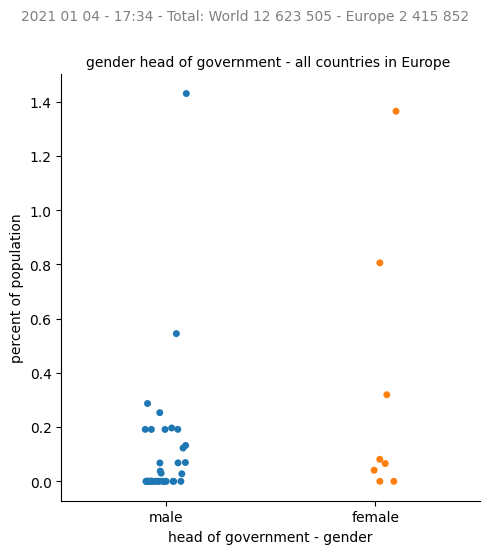 2021 01 04 - 17:34 - Total: World 12 623 505 - Europe 2 415 852
gender head of government - all countries in Europe
percent of population
1.4
1.2
1.0
0.8
0.6
0.4
0.2
0.0
male female
head of government - gender